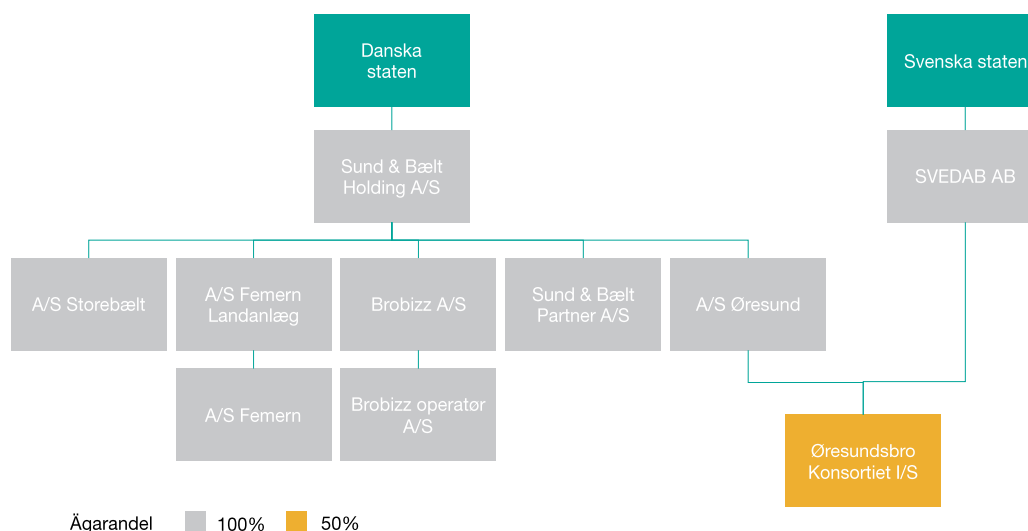 Danska
staten
Svenska staten
Sund & Bælt
Holding A/S
SVEDAB AB
A/S Storebælt
A/S Femern
Landanlæg
Brobizz A/S
Sund & Bælt
Partner A/S
A/S Øresund
A/S Femern
Brobizz operatør
A/S
Øresundsbro
Konsortiet I/S
Ägarandel 100% 50%